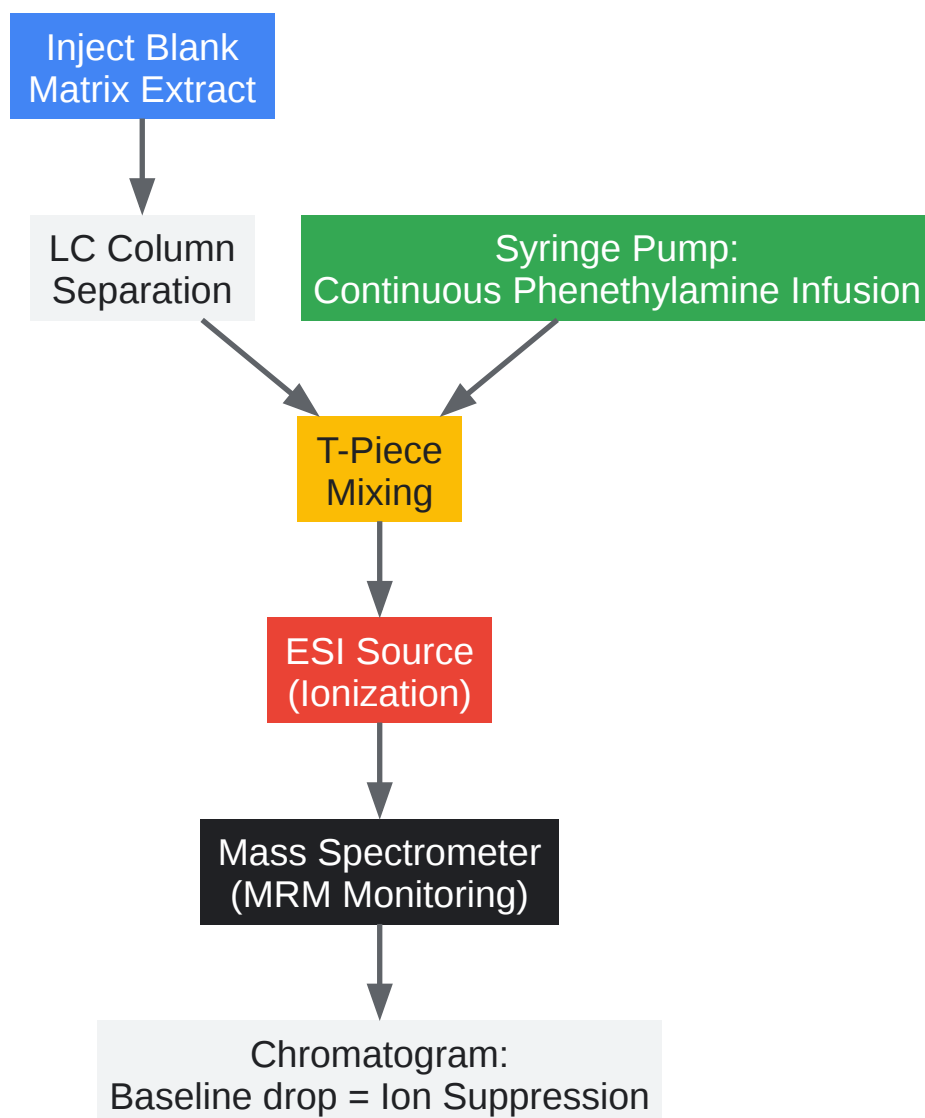 Inject Blank
Matrix Extract
LC Column
Separation
Syringe Pump:
Continuous Phenethylamine Infusion
T-Piece
Mixing
ESI Source
(Ionization)
Mass Spectrometer
(MRM Monitoring)
Chromatogram:
Baseline drop = Ion Suppression